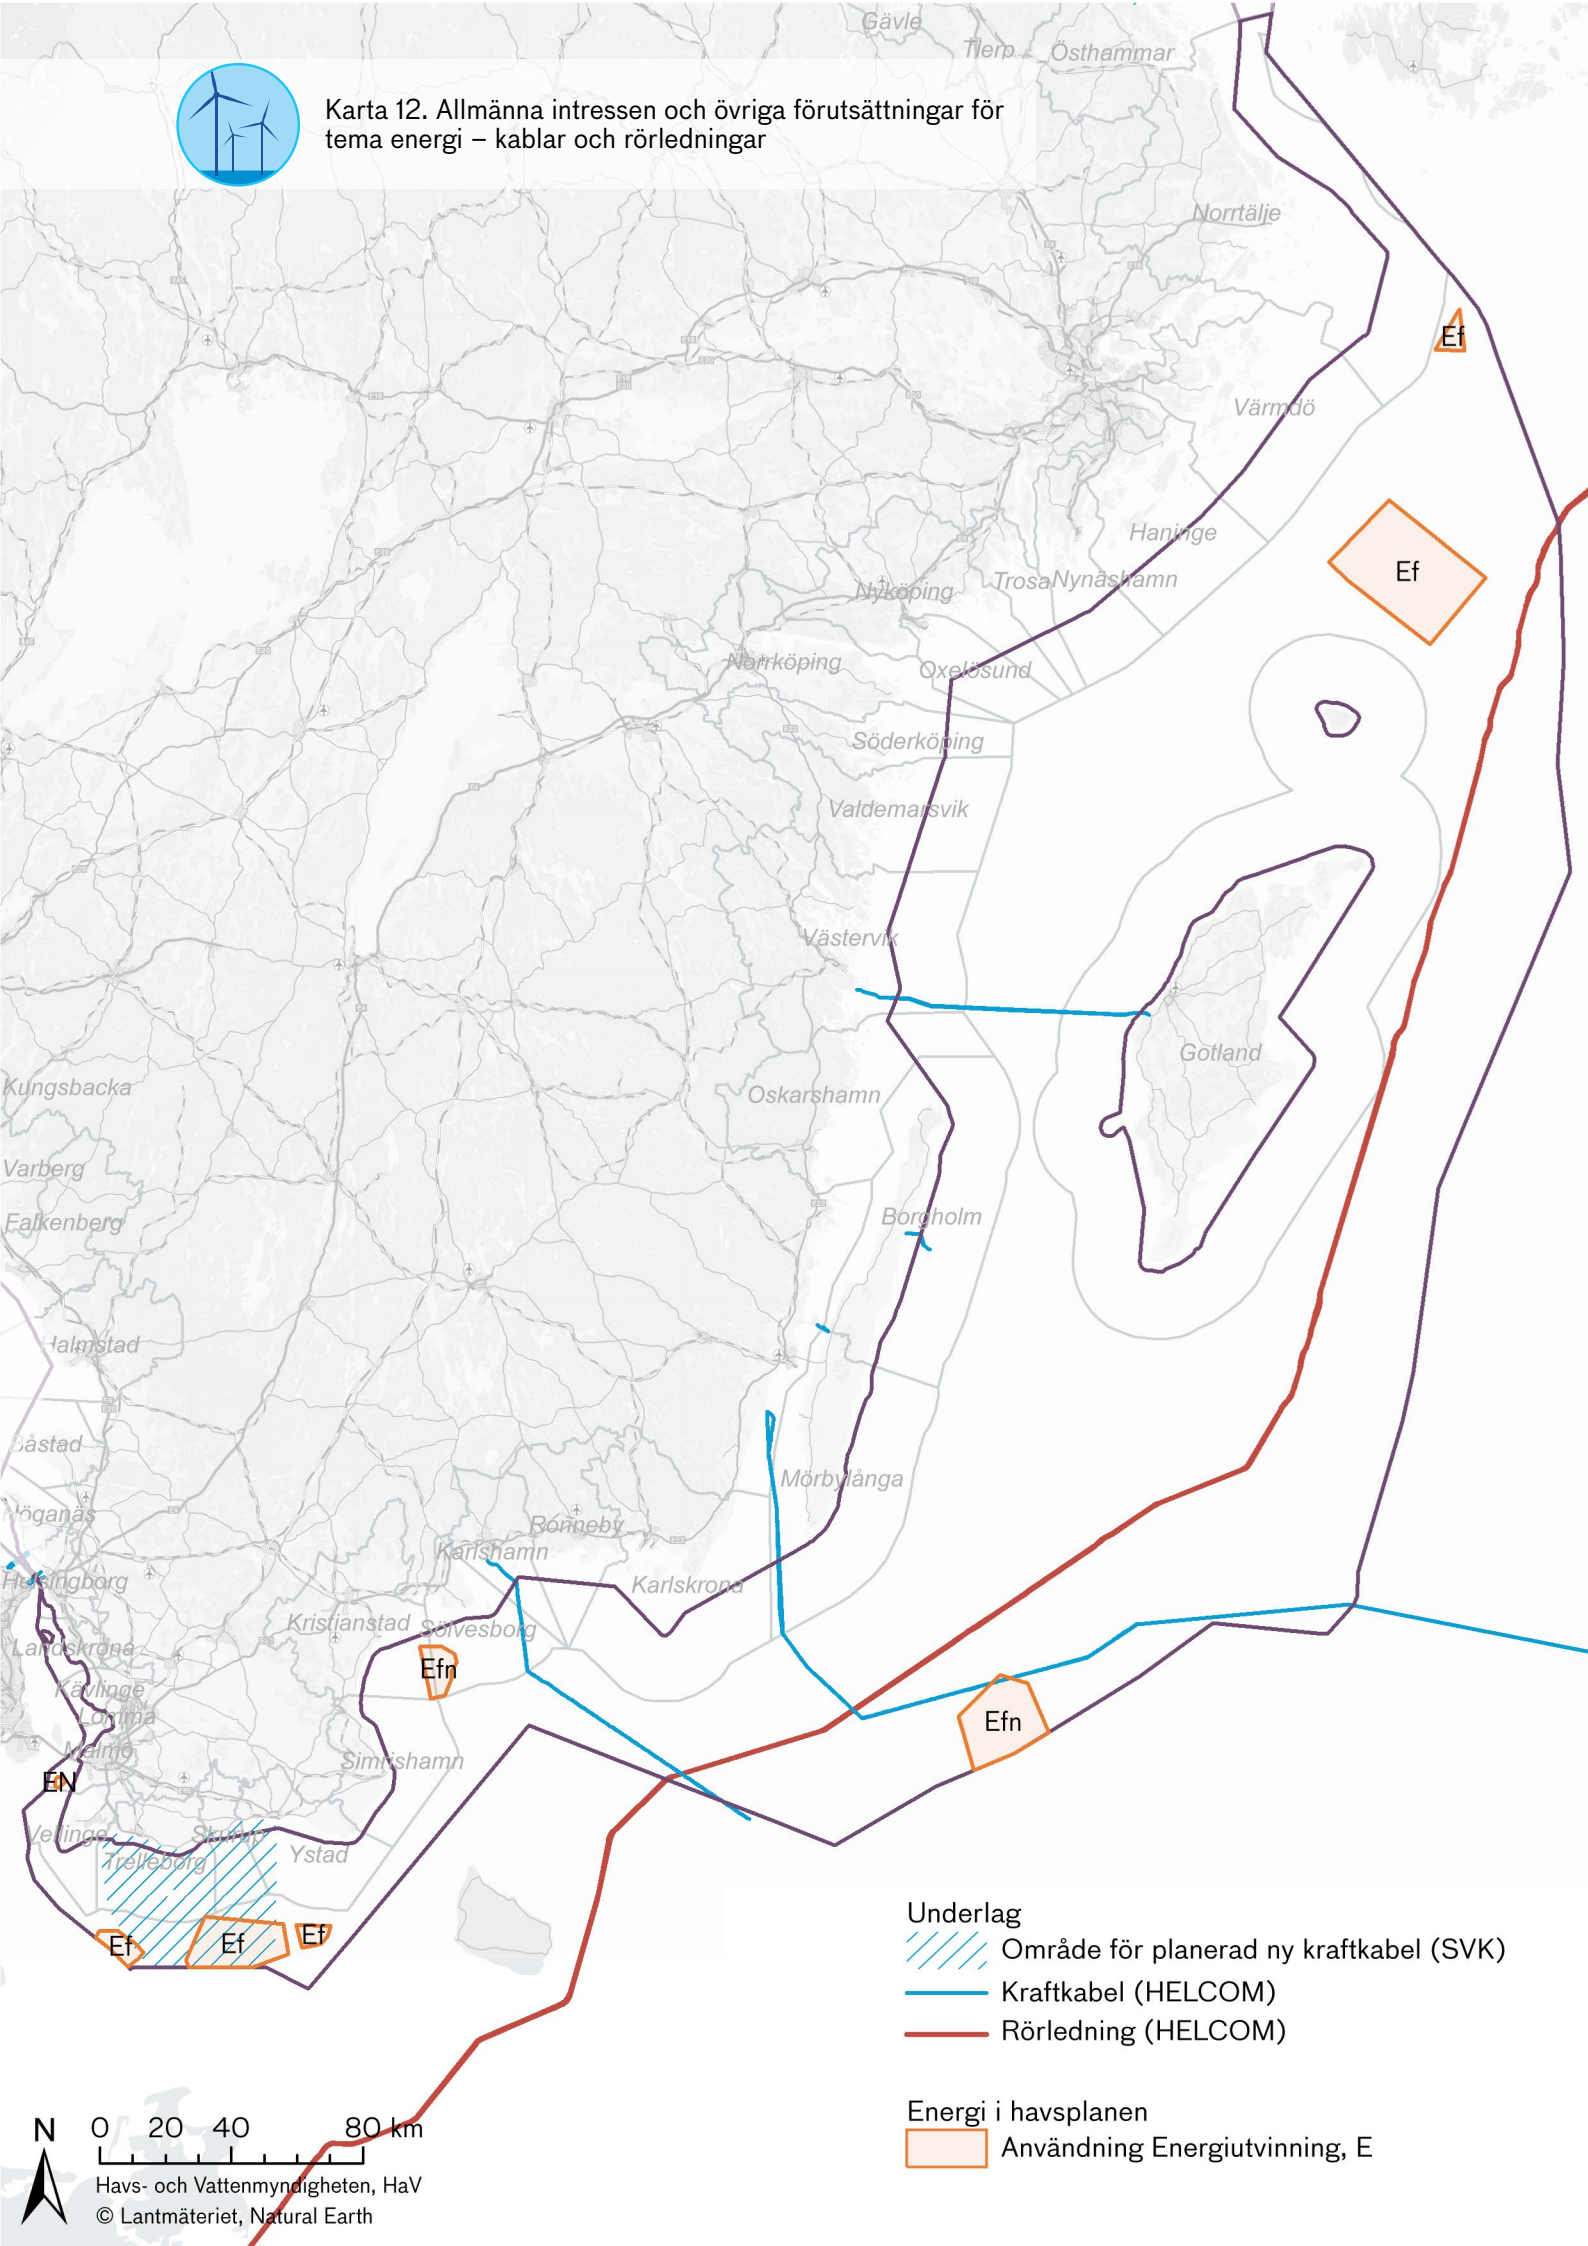 Gävle
Tierp
Östhammar
Karta 12. Allmänna intressen och övriga förutsättningar för
tema energi – kablar och rörledningar
Norrtälje
Ef
Värmdö
Haninge
Ef
Trosa
Nynäshamn
Nyköping
Norrköping
Oxelösund
Söderköping
Valdemarsvik
Västervik
Gotland
Kungsbacka
Oskarshamn
Varberg
Falkenberg
Borgholm
Halmstad
Båstad
Mörbylånga
Höganäs
Ronneby
Karlshamn
Helsingborg
Karlskrona
Kristianstad
Sölvesborg
Landskrona
Efn
Kävlinge
Lomma
Efn
Malmö
Simrishamn
EN
Vellinge
Skurup
Ystad
Trelleborg
Ef
Ef
Ef
Underlag
Område för planerad ny kraftkabel (SVK)
Kraftkabel (HELCOM)
Rörledning (HELCOM)
Energi i havsplanen
Användning Energiutvinning, E
N
0 20 40 80 km
Havs- och Vattenmyndigheten, HaV
© Lantmäteriet, Natural Earth